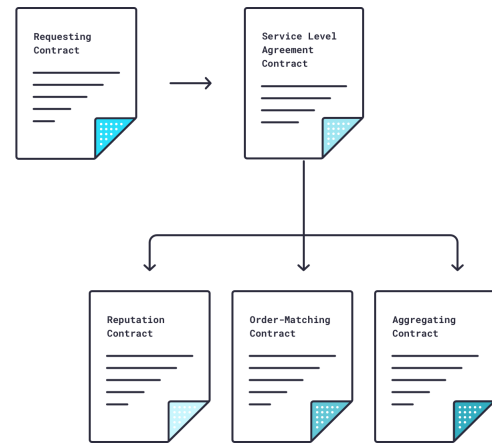 Requesting
Contract
Service Level
Agreement
Contract
Reputation
Contract
Order-Matching
Contract
Aggregating
Contract